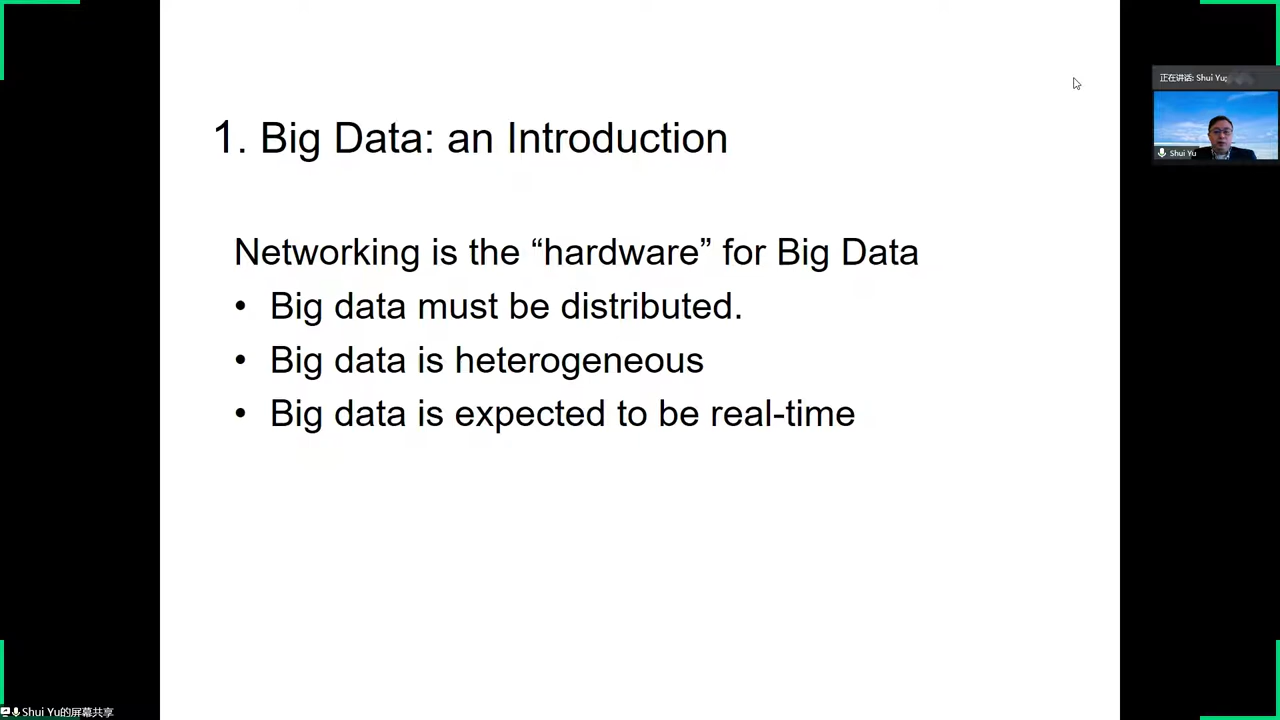 1. Big Data: an Introduction
Networking is the “hardware” for Big Data
• Big data must be distributed.
• Big data is heterogeneous
• Big data is expected to be real-time
正在讲话: Shui Yu;
Shui Yu
Shui Yu的屏幕共享